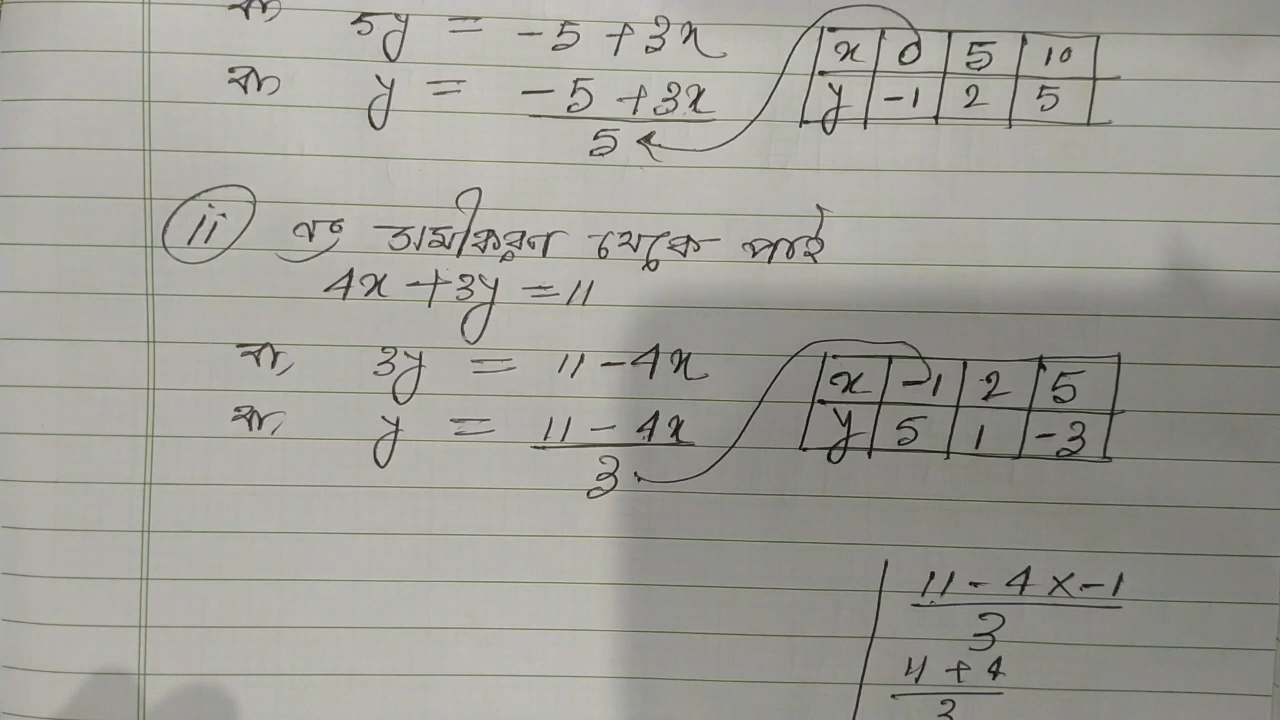 বা, 5y = -5 + 3x
বা, y = -5 + 3x / 5
x 0 5 10
y -1 2 5
ii নং সমীকরণ থেকে পাই
4x + 3y = 11
বা, 3y = 11 - 4x
বা, y = 11 - 4x / 3
x -1 2 5
y 5 1 -3
11 - 4 × -1 / 3
11 + 4 / 3